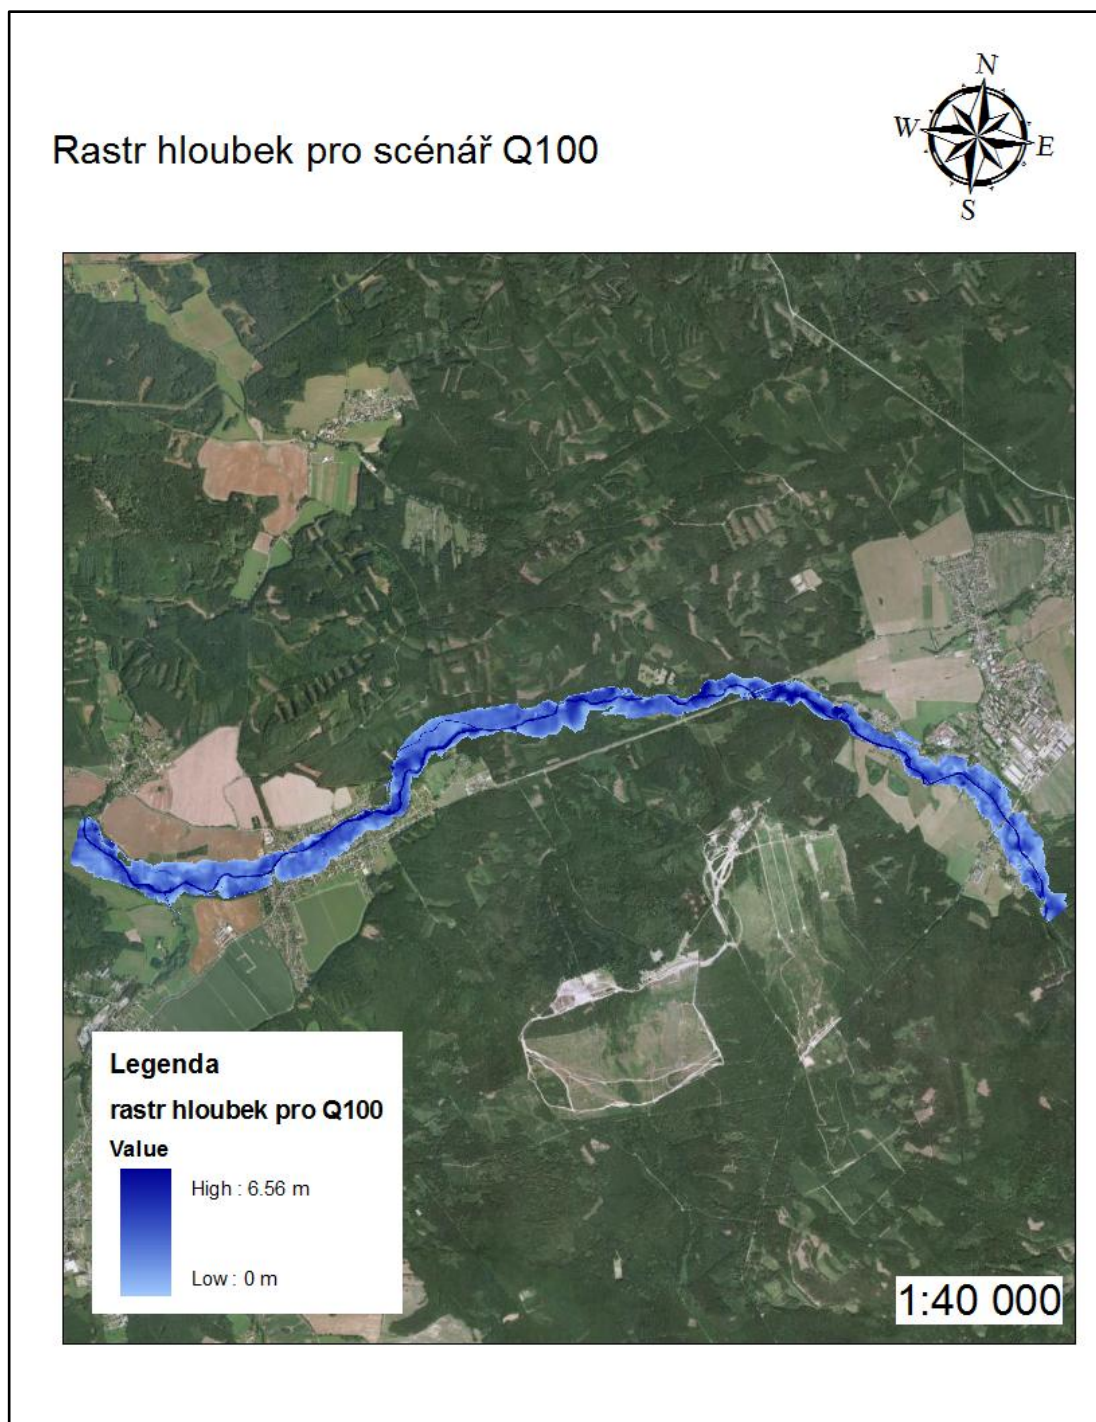 N
W
E
S
Rastr hloubek pro scénář Q100
Legenda
rastr hloubek pro Q100
Value
High : 6.56 m
Low : 0 m
1:40 000